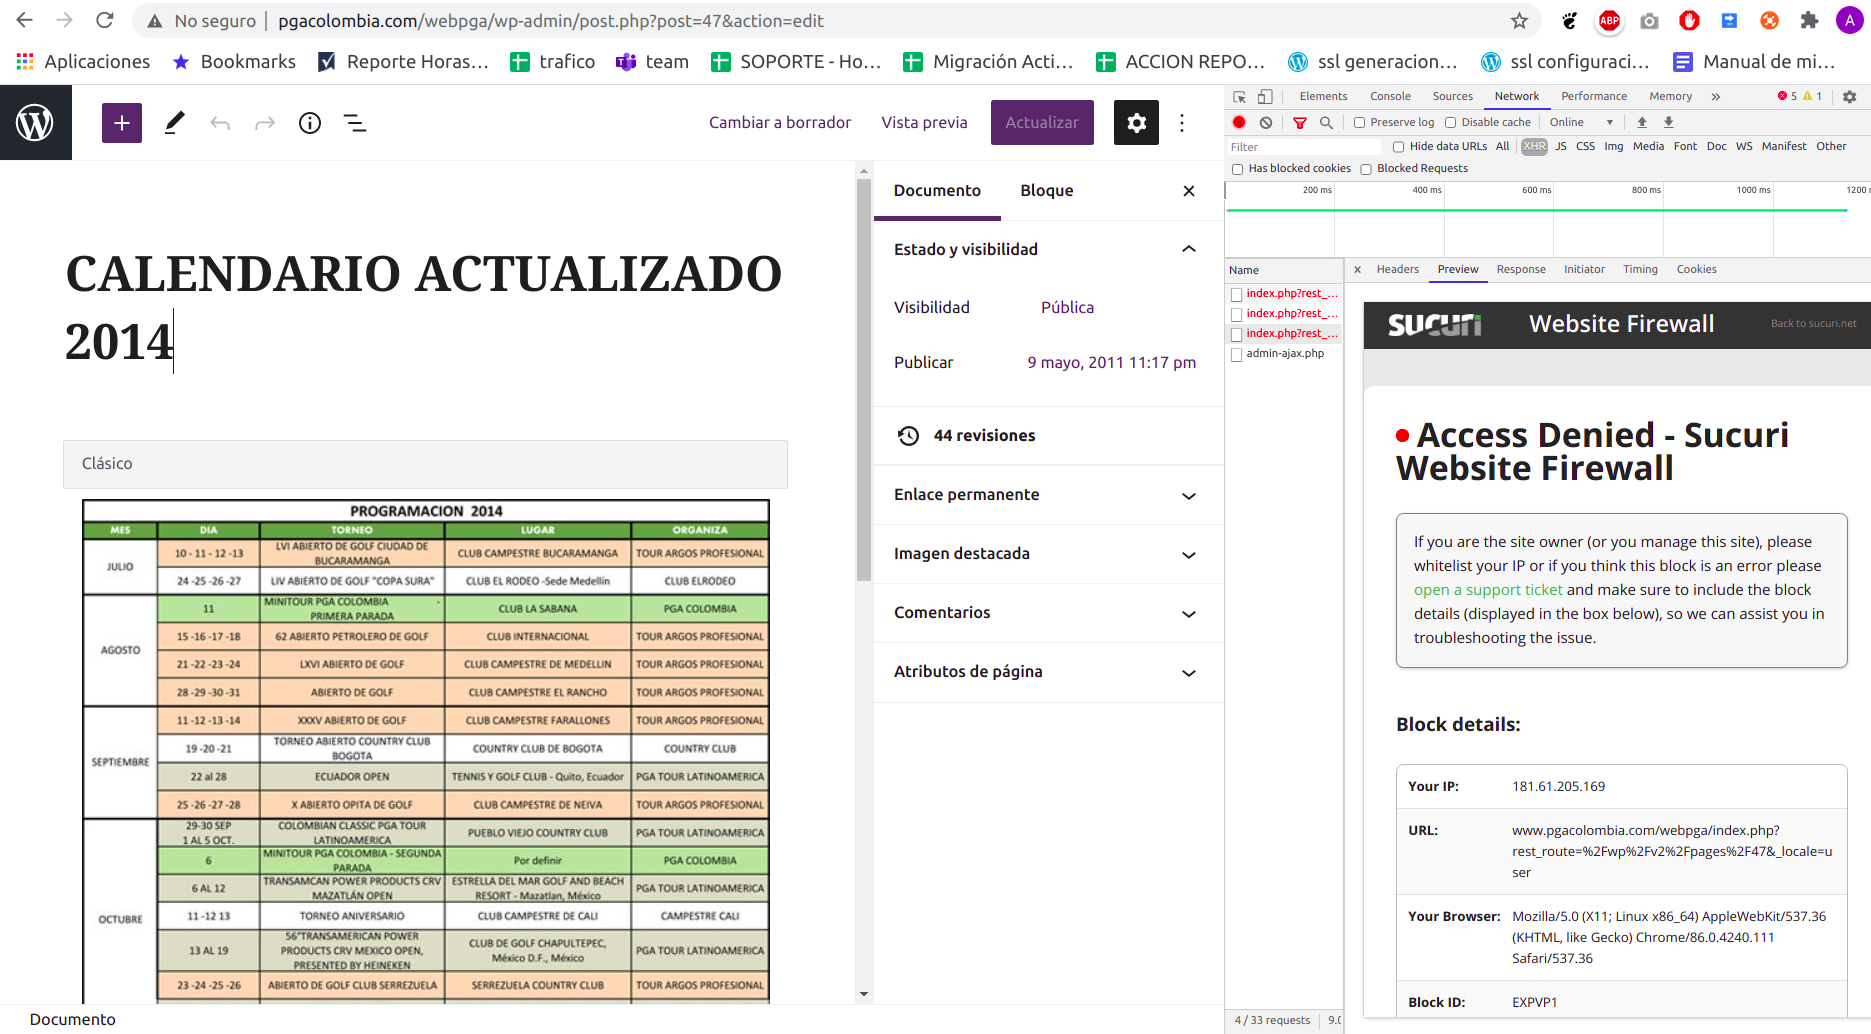 No seguro | pgacolombia.com/webpga/wp-admin/post.php?post=47&action=edit
ABP
A
Aplicaciones
Bookmarks
Reporte Horas...
trafico
team
SOPORTE - Ho...
Migración Acti...
ACCION REPO...
ssl generacion...
ssl configuraci...
Manual de mi...
Cambiar a borrador
Vista previa
Actualizar
CALENDARIO ACTUALIZADO
2014
Clásico
PROGRAMACION 2014
MES DIA TORNEO LUGAR ORGANIZA
JULIO
10 - 11 - 12 -13 LVI ABIERTO DE GOLF CIUDAD DE BUCARAMANGA CLUB CAMPESTRE BUCARAMANGA TOUR ARGOS PROFESIONAL
24 -25 -26 -27 LIV ABIERTO DE GOLF "COPA SURA" CLUB EL RODEO -Sede Medellín CLUB ELRODEO
AGOSTO
11 MINITOUR PGA COLOMBIA - PRIMERA PARADA CLUB LA SABANA PGA COLOMBIA
15 -16 -17 -18 62 ABIERTO PETROLERO DE GOLF CLUB INTERNACIONAL TOUR ARGOS PROFESIONAL
21 -22 -23 -24 LXVI ABIERTO DE GOLF CLUB CAMPESTRE DE MEDELLIN TOUR ARGOS PROFESIONAL
28 -29 -30 -31 ABIERTO DE GOLF CLUB CAMPESTRE EL RANCHO TOUR ARGOS PROFESIONAL
SEPTIEMBRE
11 -12 -13 -14 XXXV ABIERTO DE GOLF CLUB CAMPESTRE FARALLONES TOUR ARGOS PROFESIONAL
19 -20 -21 TORNEO ABIERTO COUNTRY CLUB BOGOTA COUNTRY CLUB DE BOGOTA COUNTRY CLUB
22 al 28 ECUADOR OPEN TENNIS Y GOLF CLUB - Quito, Ecuador PGA TOUR LATINOAMERICA
25 -26 -27 -28 X ABIERTO OPITA DE GOLF CLUB CAMPESTRE DE NEIVA TOUR ARGOS PROFESIONAL
OCTUBRE
29-30 SEP 1 AL 5 OCT. COLOMBIAN CLASSIC PGA TOUR LATINOAMERICA PUEBLO VIEJO COUNTRY CLUB PGA TOUR LATINOAMERICA
6 MINITOUR PGA COLOMBIA - SEGUNDA PARADA Por definir PGA COLOMBIA
6 AL 12 TRANSAMCAN POWER PRODUCTS CRV MAZATLÁN OPEN ESTRELLA DEL MAR GOLF AND BEACH RESORT - Mazatlan, México PGA TOUR LATINOAMERICA
11 -12 13 TORNEO ANIVERSARIO CLUB CAMPESTRE DE CALI CAMPESTRE CALI
13 AL 19 56°TRANSAMERICAN POWER PRODUCTS CRV MEXICO OPEN, PRESENTED BY HEINEKEN CLUB DE GOLF CHAPULTEPEC, México D.F., México PGA TOUR LATINOAMERICA
23 -24 -25 -26 ABIERTO DE GOLF CLUB SERREZUELA SERREZUELA COUNTRY CLUB TOUR ARGOS PROFESIONAL
Documento
Documento
Bloque
Estado y visibilidad
Visibilidad Pública
Publicar 9 mayo, 2011 11:17 pm
44 revisiones
Enlace permanente
Imagen destacada
Comentarios
Atributos de página
Elements Console Sources Network Performance Memory » 5 1
Preserve log Disable cache Online
Filter Hide data URLs All XHR JS CSS Img Media Font Doc WS Manifest Other
Has blocked cookies Blocked Requests
200 ms 400 ms 600 ms 800 ms 1000 ms 1200
Name
Headers Preview Response Initiator Timing Cookies
index.php?rest_...
index.php?rest_...
index.php?rest_...
admin-ajax.php
4 / 33 requests
sucuri Website Firewall Back to sucuri.net
Access Denied - Sucuri
Website Firewall
If you are the site owner (or you manage this site), please
whitelist your IP or if you think this block is an error please
open a support ticket and make sure to include the block
details (displayed in the box below), so we can assist you in
troubleshooting the issue.
Block details:
Your IP: 181.61.205.169
URL: www.pgacolombia.com/webpga/index.php?
rest_route=%2Fwp%2Fv2%2Fpages%2F47&_locale=u
ser
Your Browser: Mozilla/5.0 (X11; Linux x86_64) AppleWebKit/537.36
(KHTML, like Gecko) Chrome/86.0.4240.111
Safari/537.36
Block ID: EXPVP1